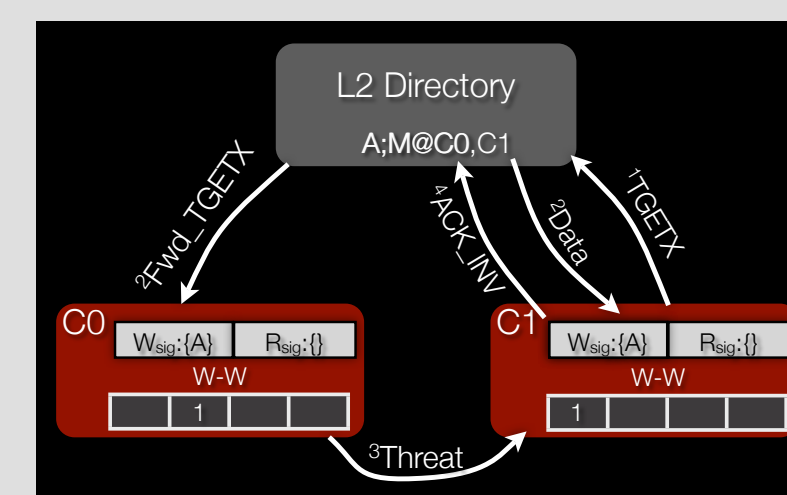 L2 Directory
A;M@C0,C1
²Fwd_TGETX
⁴ACK_INV
²Data
¹TGETX
C0
Wsig:{A} Rsig:{}
W-W
1
C1
Wsig:{A} Rsig:{}
W-W
1
³Threat